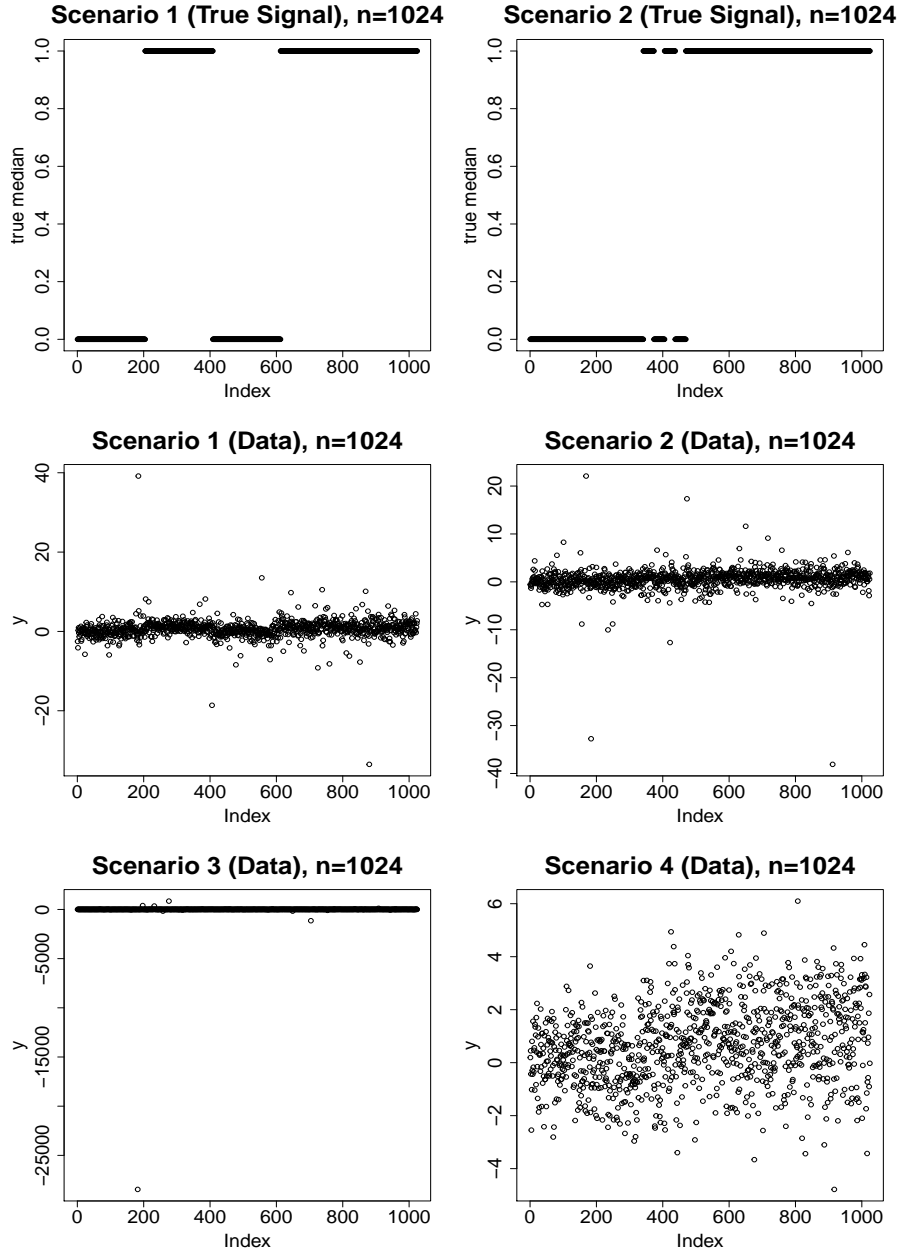 Scenario 1 (True Signal), n=1024
true median
0.0 0.2 0.4 0.6 0.8 1.0
0 200 400 600 800 1000
Index
Scenario 2 (True Signal), n=1024
true median
0.0 0.2 0.4 0.6 0.8 1.0
0 200 400 600 800 1000
Index
Scenario 1 (Data), n=1024
y
−20 0 20 40
0 200 400 600 800 1000
Index
Scenario 2 (Data), n=1024
y
−40 −30 −20 −10 0 10 20
0 200 400 600 800 1000
Index
Scenario 3 (Data), n=1024
y
−25000 −15000 −5000 0
0 200 400 600 800 1000
Index
Scenario 4 (Data), n=1024
y
−4 −2 0 2 4 6
0 200 400 600 800 1000
Index